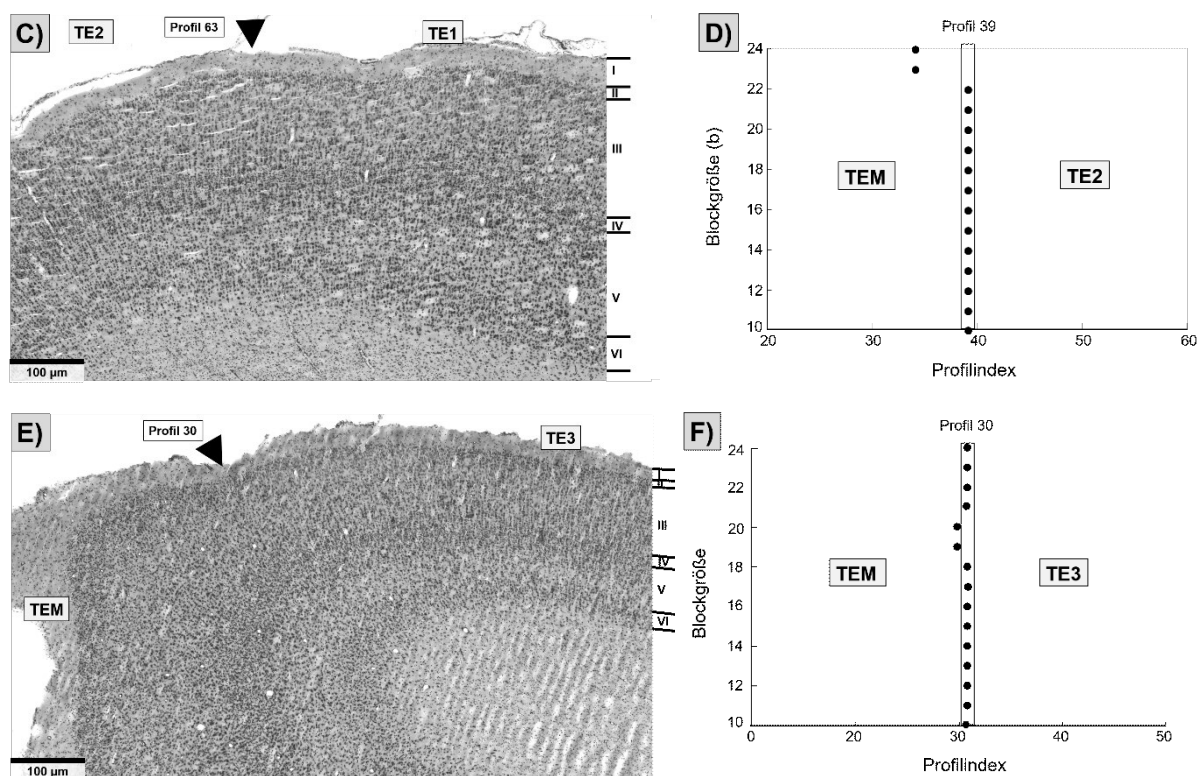 C)
TE2
Profil 63
TE1
I
II
III
IV
V
VI
100 µm
D)
Profil 39
24
22
20
18
16
14
12
10
Blockgröße (b)
TEM
TE2
20 30 40 50 60
Profilindex
E)
Profil 30
TE3
TEM
I
II
III
IV
V
VI
100 µm
F)
Profil 30
24
22
20
18
16
14
12
10
Blockgröße
TEM
TE3
0 20 30 40 50
Profilindex